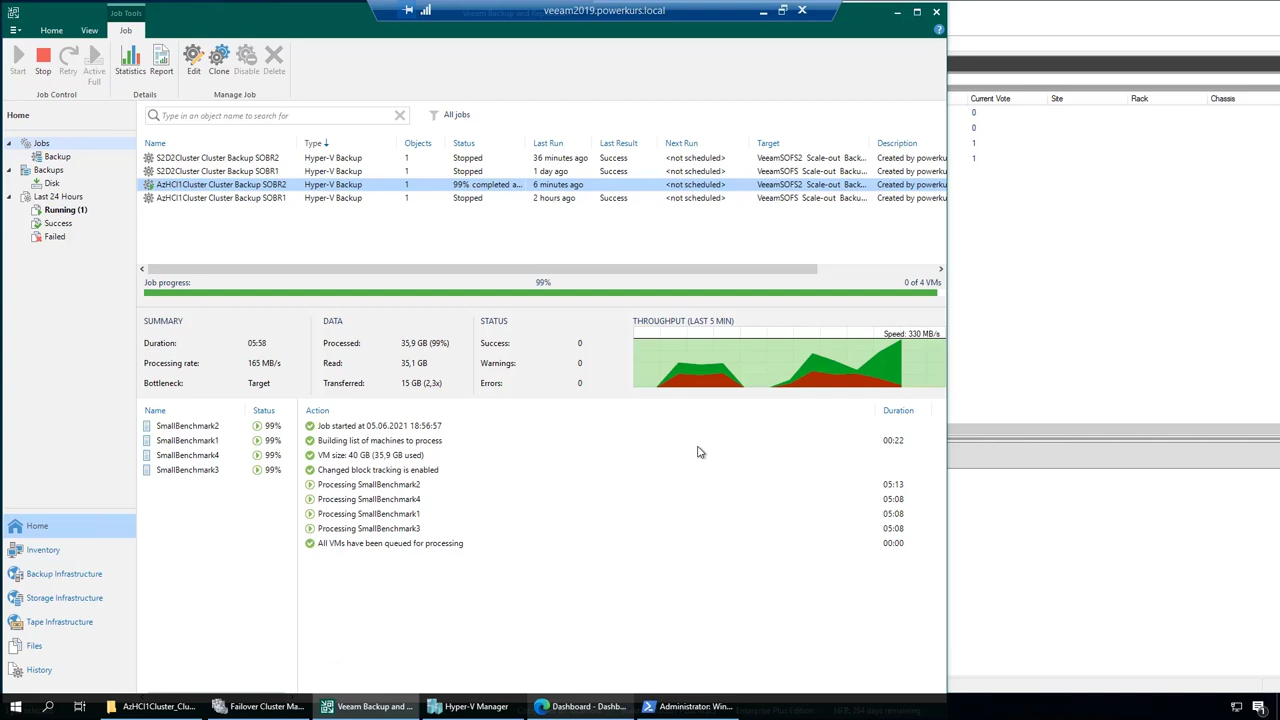 Job Tools
veeam2019.powerkurs.local
Home View Job
Start Stop Retry Active Full Statistics Report Edit Clone Disable Delete
Job Control Details Manage Job
Home
Type in an object name to search for
All jobs
Jobs
Backup
Backups
Disk
Last 24 Hours
Running (1)
Success
Failed
Name Type Objects Status Last Run Last Result Next Run Target Description
S2D2Cluster Cluster Backup SOBR2 Hyper-V Backup 1 Stopped 36 minutes ago Success <not scheduled> VeeamSOFS2 Scale-out Back... Created by powerku
S2D2Cluster Cluster Backup SOBR1 Hyper-V Backup 1 Stopped 1 day ago Success <not scheduled> VeeamSOFS Scale-out Backu... Created by powerku
AzHCI1Cluster Cluster Backup SOBR2 Hyper-V Backup 1 99% completed a... 6 minutes ago <not scheduled> VeeamSOFS2 Scale-out Back... Created by powerku
AzHCI1Cluster Cluster Backup SOBR1 Hyper-V Backup 1 Stopped 2 hours ago Success <not scheduled> VeeamSOFS Scale-out Backu... Created by powerku
Job progress: 99% 0 of 4 VMs
SUMMARY
Duration: 05:58
Processing rate: 165 MB/s
Bottleneck: Target
DATA
Processed: 35,9 GB (99%)
Read: 35,1 GB
Transferred: 15 GB (2,3x)
STATUS
Success: 0
Warnings: 0
Errors: 0
THROUGHPUT (LAST 5 MIN)
Speed: 330 MB/s
Name Status
SmallBenchmark2 99%
SmallBenchmark1 99%
SmallBenchmark4 99%
SmallBenchmark3 99%
Action Duration
Job started at 05.06.2021 18:56:57
Building list of machines to process 00:22
VM size: 40 GB (35,9 GB used)
Changed block tracking is enabled
Processing SmallBenchmark2 05:13
Processing SmallBenchmark4 05:08
Processing SmallBenchmark1 05:08
Processing SmallBenchmark3 05:08
All VMs have been queued for processing 00:00
Home
Inventory
Backup Infrastructure
Storage Infrastructure
Tape Infrastructure
Files
History
Current Vote Site Rack Chassis
0
0
1
1
AzHCI1Cluster_Clu... Failover Cluster Ma... Veeam Backup and ... Hyper-V Manager Dashboard - Dashb... Administrator: Win...